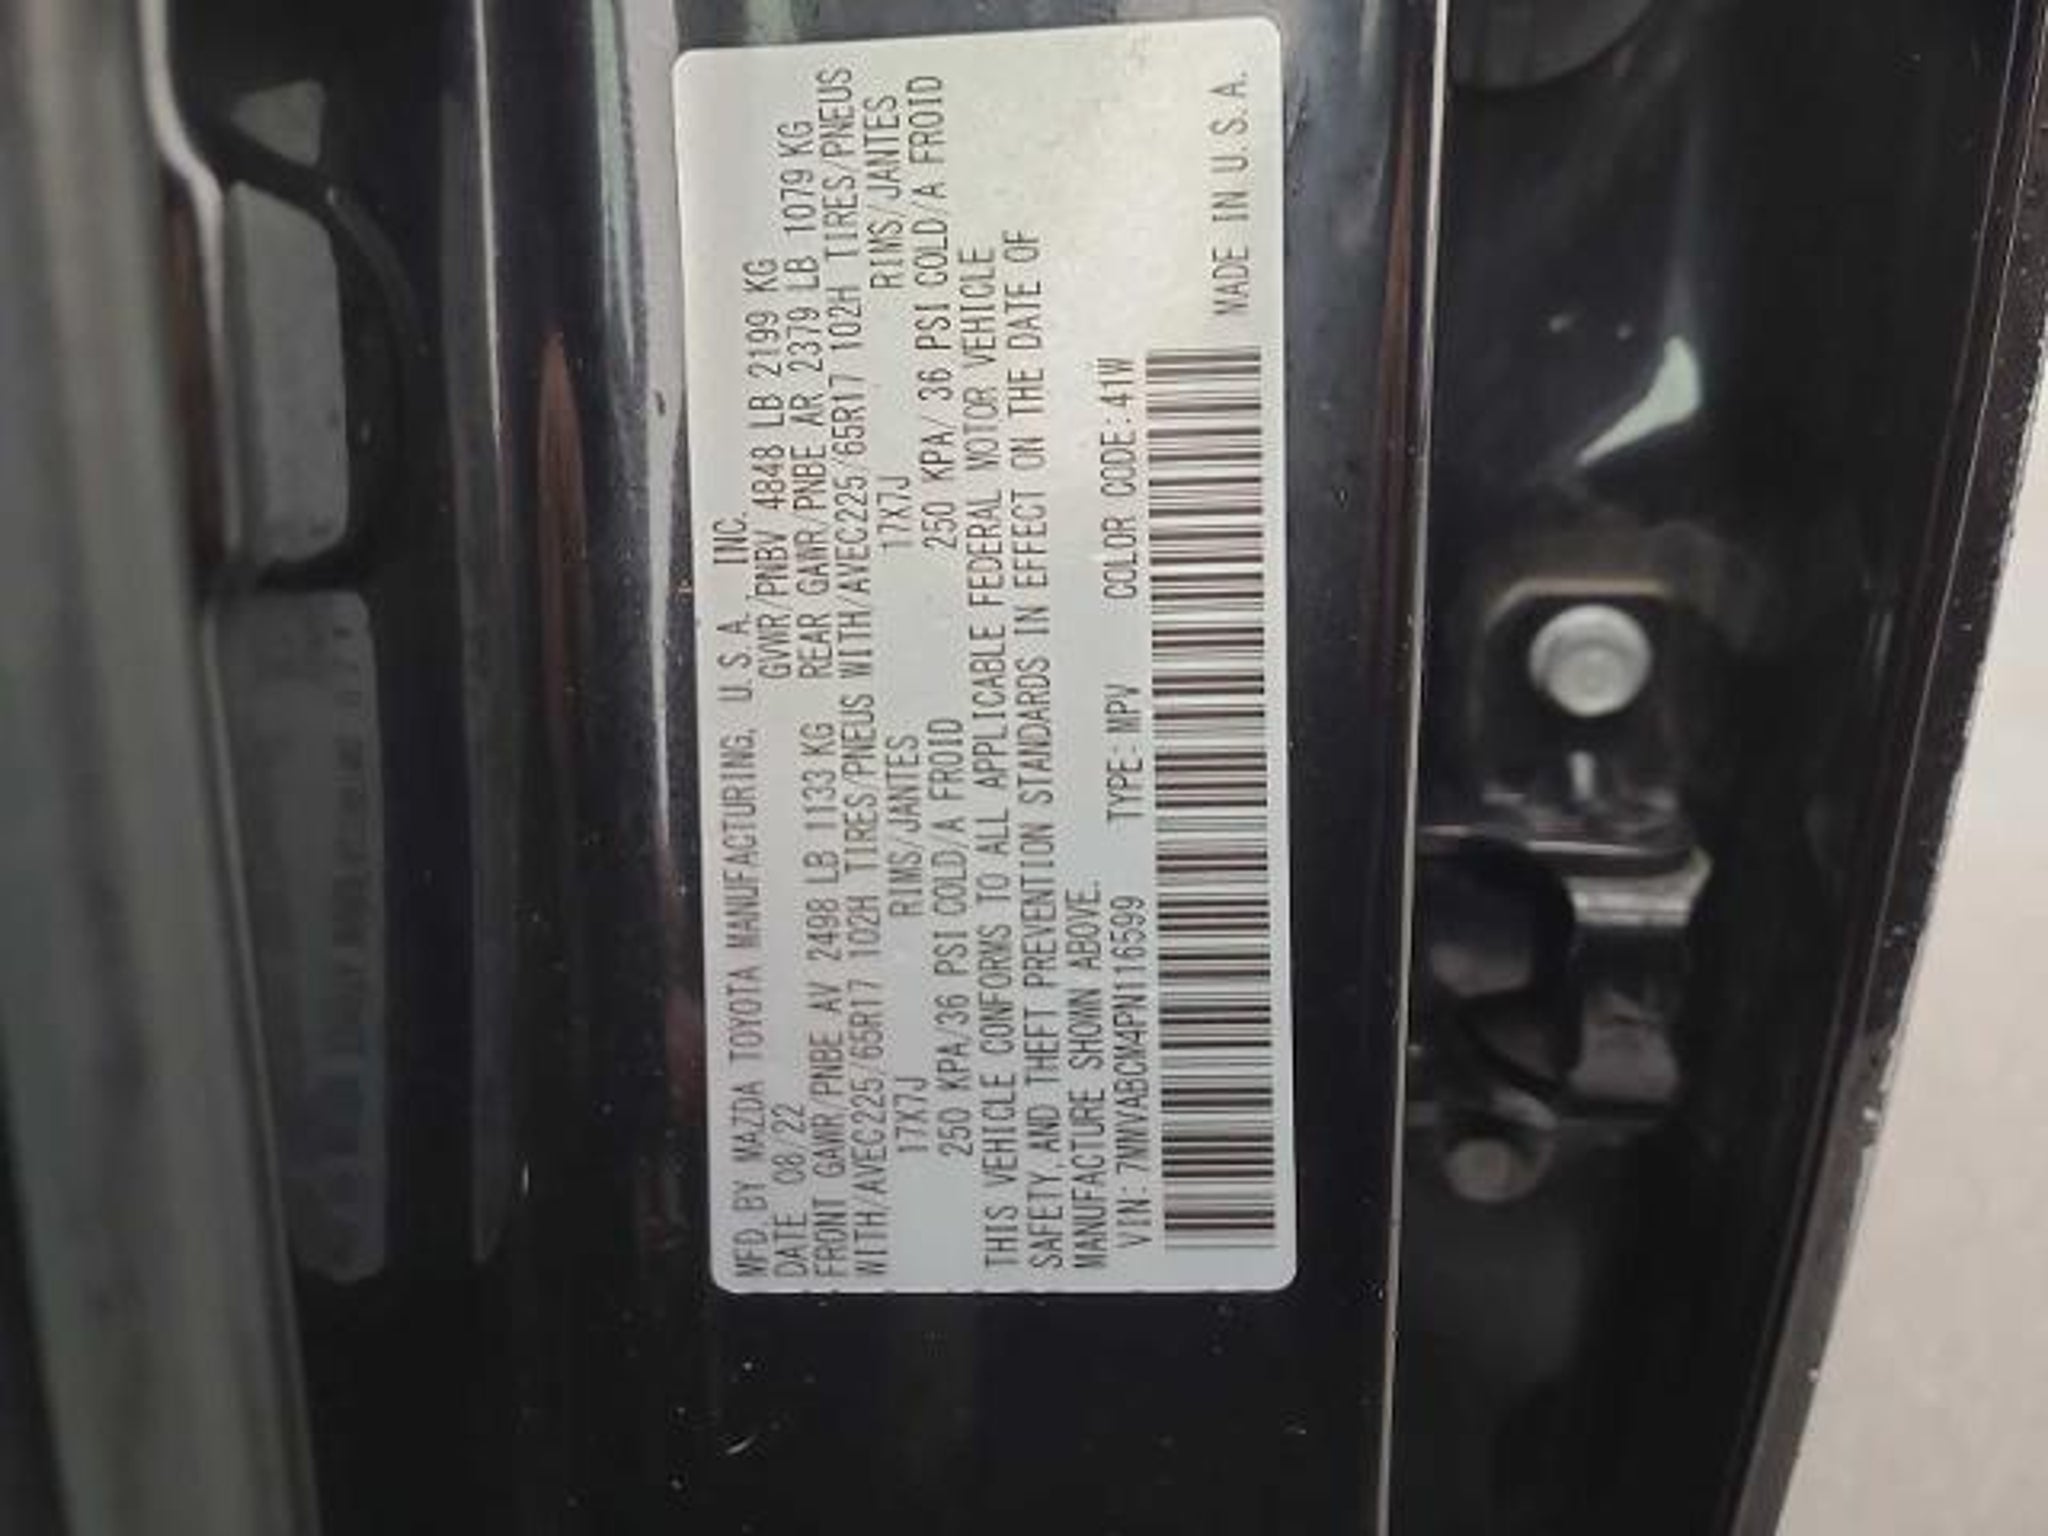 MFD. BY MAZDA TOYOTA MANUFACTURING, U.S.A. INC.
DATE 08/22 GVWR/PNBV 4848 LB 2199 KG
FRONT GAWR/PNBE AV 2498 LB 1133 KG REAR GAWR/PNBE AR 2379 LB 1079 KG
WITH/AVEC225/65R17 102H TIRES/PNEUS WITH/AVEC225/65R17 102H TIRES/PNEUS
17X7J RIMS/JANTES 17X7J RIMS/JANTES
250 KPA/36 PSI COLD/A FROID 250 KPA/36 PSI COLD/A FROID
THIS VEHICLE CONFORMS TO ALL APPLICABLE FEDERAL MOTOR VEHICLE
SAFETY, AND THEFT PREVENTION STANDARDS IN EFFECT ON THE DATE OF
MANUFACTURE SHOWN ABOVE.
VIN: 7MMVABCM4PN116599 TYPE: MPV COLOR CODE: 41W
MADE IN U.S.A.